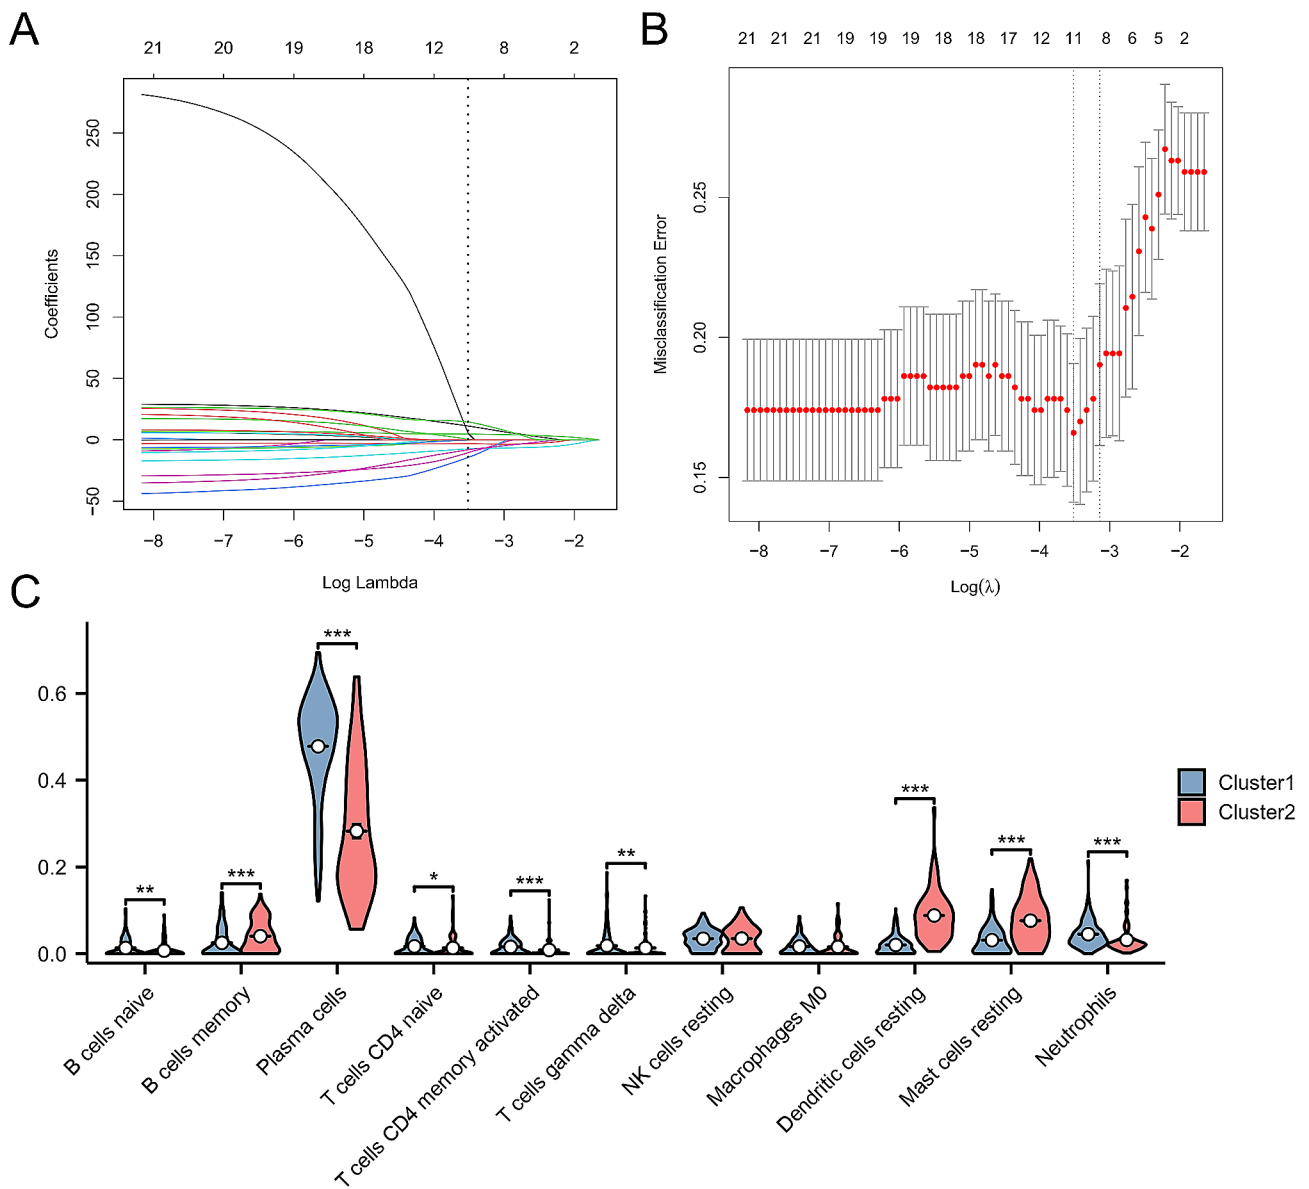 A
21 20 19 18 12 8 2
250
200
150
100
50
0
−50
Coefficients
−8 −7 −6 −5 −4 −3 −2
Log Lambda
B
21 21 21 19 19 19 18 18 17 12 11 8 6 5 2
0.25
0.20
0.15
Misclassification Error
−8 −7 −6 −5 −4 −3 −2
Log(λ)
C
0.6
0.4
0.2
0.0
** *** *** * *** ** *** *** ***
Cluster1
Cluster2
B cells naive
B cells memory
Plasma cells
T cells CD4 naive
T cells CD4 memory activated
T cells gamma delta
NK cells resting
Macrophages M0
Dendritic cells resting
Mast cells resting
Neutrophils